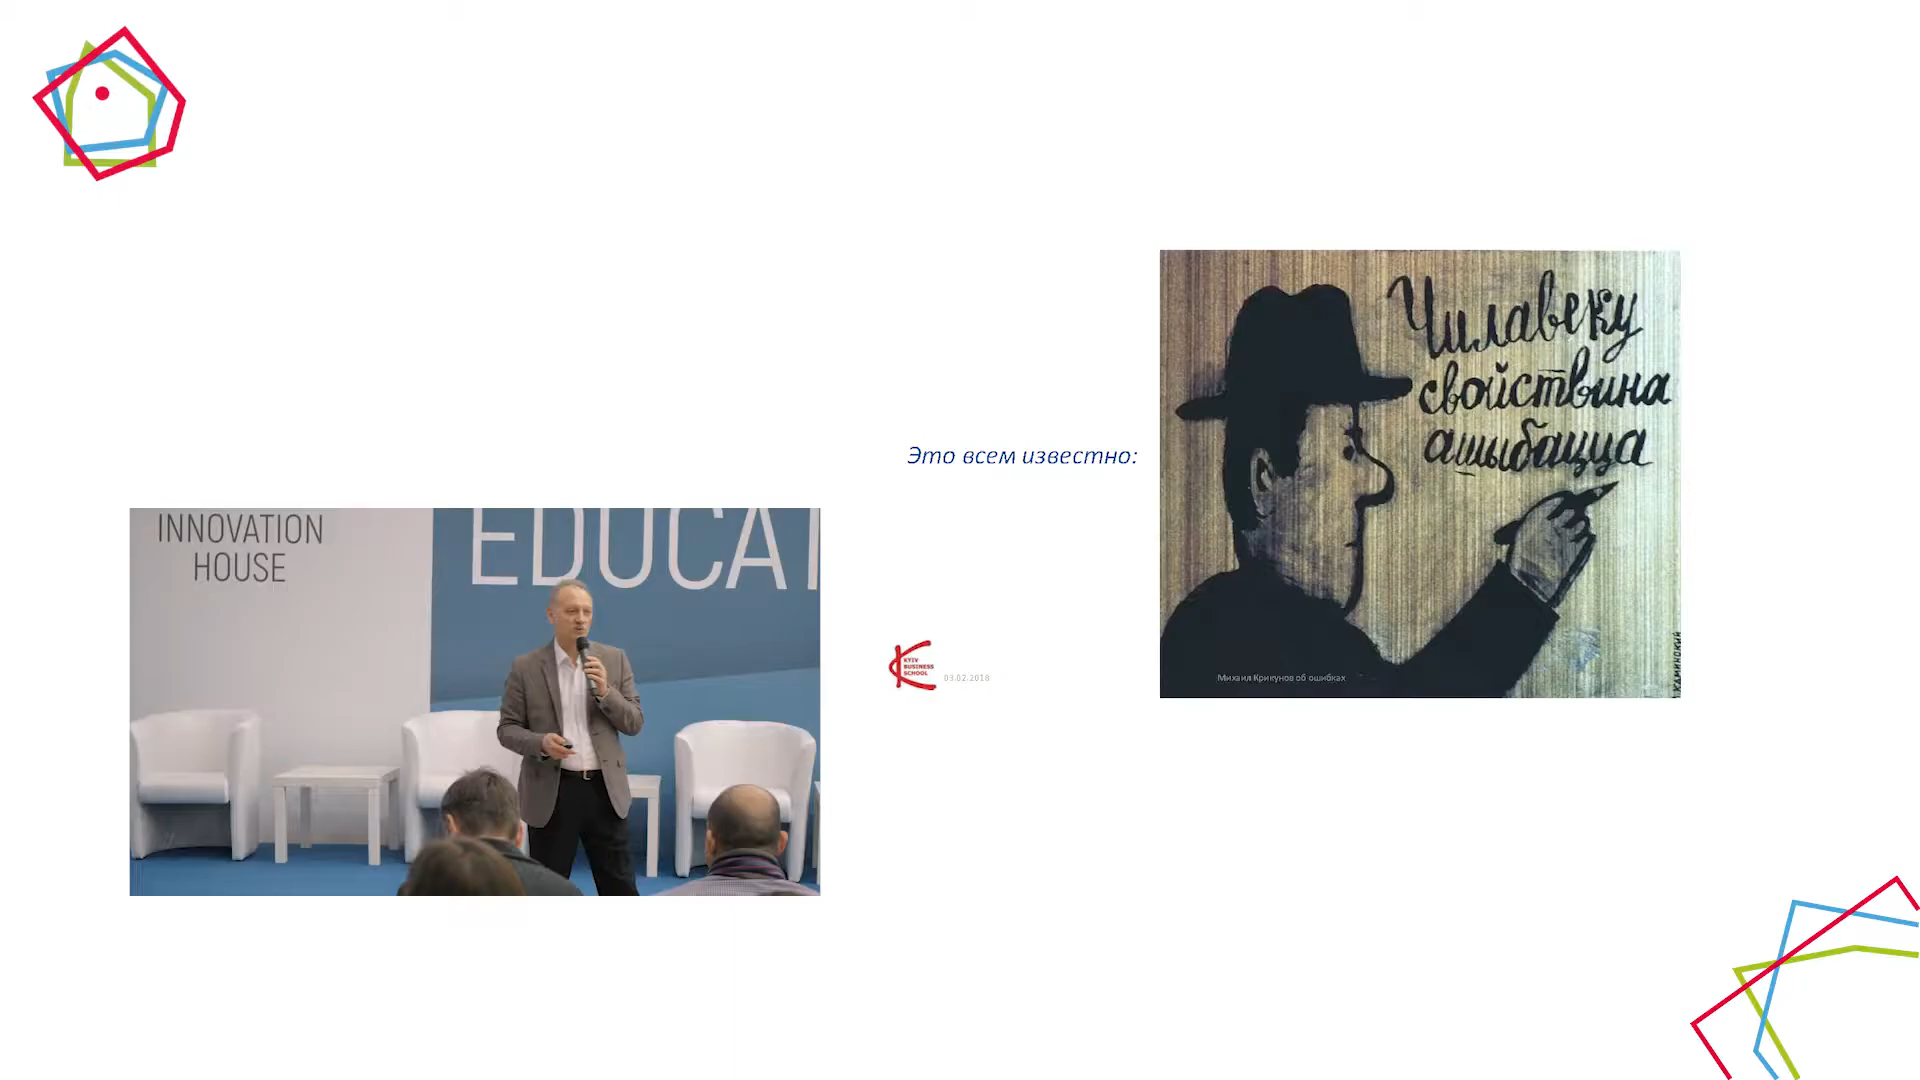 Это всем известно:
Чилавеку
свойствина
ашыбацца
INNOVATION
HOUSE
EDUCAT
KYIV
BUSINESS
SCHOOL
03.02.2018
Михаил Крикунов об ошибках